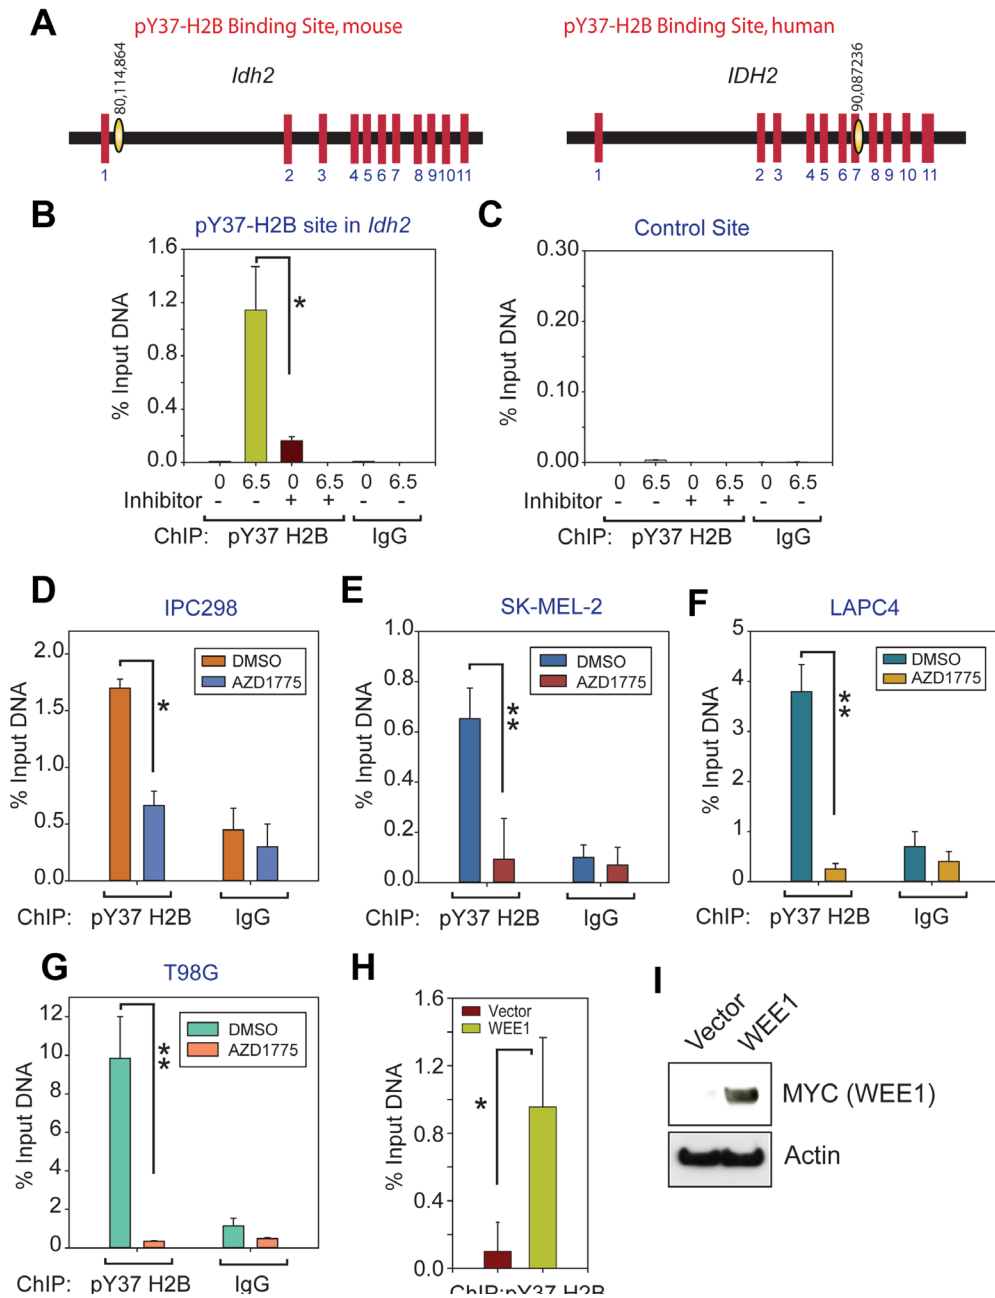 A
pY37-H2B Binding Site, mouse
pY37-H2B Binding Site, human
80,114,864
Idh2
IDH2
90,087236
1 2 3 4 5 6 7 8 9 10 11
1 2 3 4 5 6 7 8 9 10 11
B
pY37-H2B site in Idh2
% Input DNA
1.6
1.2
0.8
0.4
0.0
*
0 6.5 0 6.5 0 6.5
Inhibitor - - + + - -
ChIP: pY37 H2B IgG
C
Control Site
% Input DNA
0.30
0.20
0.10
0.00
0 6.5 0 6.5 0 6.5
Inhibitor - - + + - -
ChIP: pY37 H2B IgG
D
IPC298
% Input DNA
2.0
1.5
1.0
0.5
0.0
DMSO
AZD1775
*
ChIP: pY37 H2B IgG
E
SK-MEL-2
% Input DNA
1.0
0.8
0.6
0.4
0.2
0.0
DMSO
AZD1775
**
ChIP: pY37 H2B IgG
F
LAPC4
% Input DNA
5
4
3
2
1
0
DMSO
AZD1775
**
ChIP: pY37 H2B IgG
G
T98G
% Input DNA
12
10
8
6
4
2
0
DMSO
AZD1775
**
ChIP: pY37 H2B IgG
H
% Input DNA
1.6
1.2
0.8
0.4
0.0
Vector
WEE1
*
ChIP:pY37 H2B
I
Vector
WEE1
MYC (WEE1)
Actin